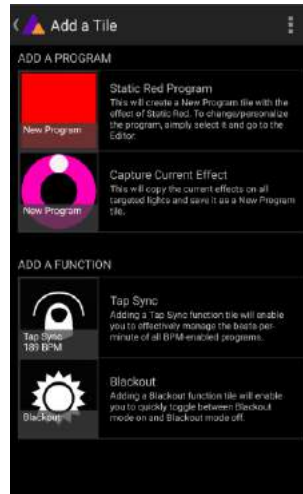 Add a Tile
ADD A PROGRAM
Static Red Program
This will create a New Program tile with the
effect of Static Red. To change/personalize
the program, simply select it and go to the
Editor.
New Program
Capture Current Effect
This will copy the current effects on all
targeted lights and save it as a New Program
tile.
New Program
ADD A FUNCTION
Tap Sync
Adding a Tap Sync function tile will enable
you to effectively manage the beats-per-
minute of all BPM-enabled programs.
Tap Sync
189 BPM
Blackout
Adding a Blackout function tile will enable
you to quickly toggle between Blackout
mode on and Blackout mode off.
Blackout